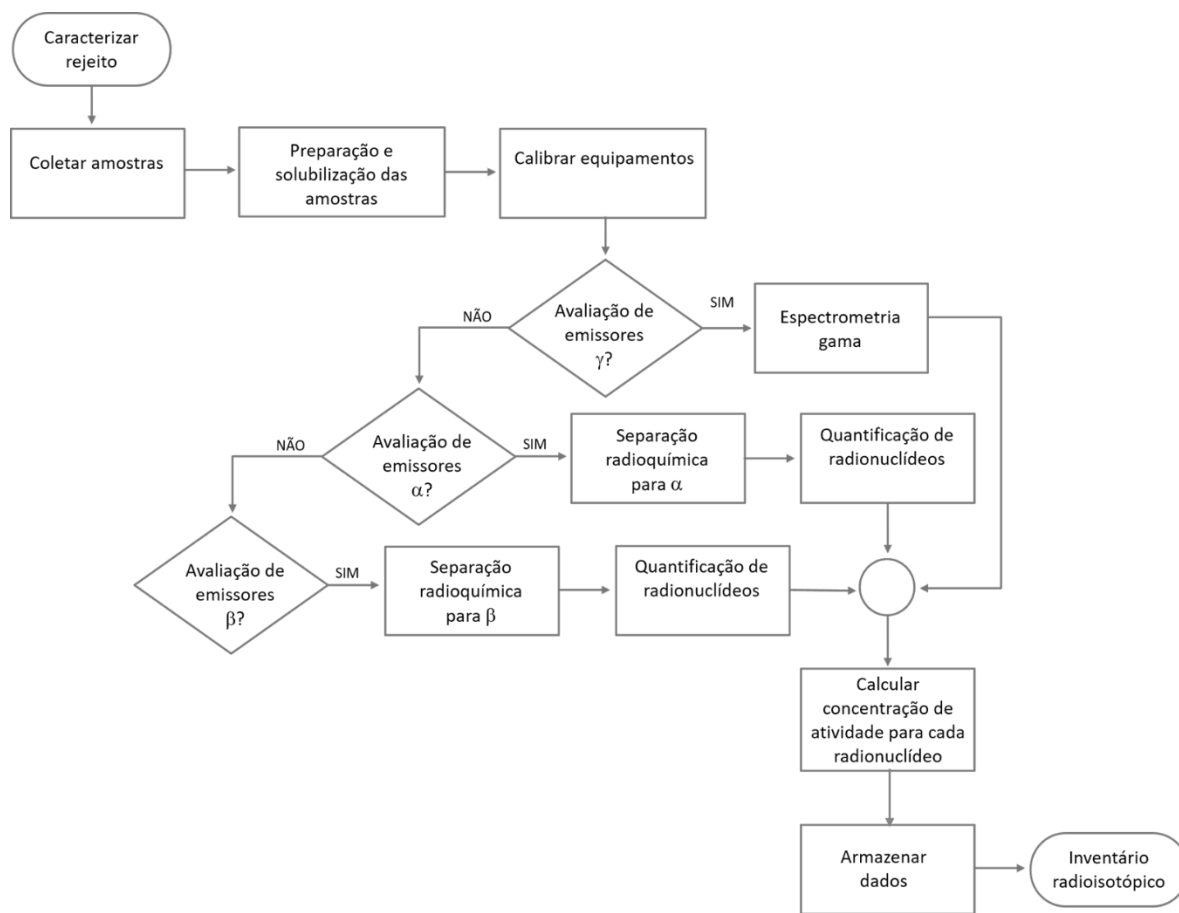 Caracterizar
rejeito
Coletar amostras
Preparação e
solubilização das
amostras
Calibrar equipamentos
Avaliação de
emissores
γ?
SIM
NÃO
Espectrometria
gama
Avaliação de
emissores
α?
SIM
NÃO
Separação
radioquímica
para α
Quantificação de
radionuclídeos
Avaliação de
emissores
β?
SIM
Separação
radioquímica
para β
Quantificação de
radionuclídeos
Calcular
concentração de
atividade para cada
radionuclídeo
Armazenar
dados
Inventário
radioisotópico